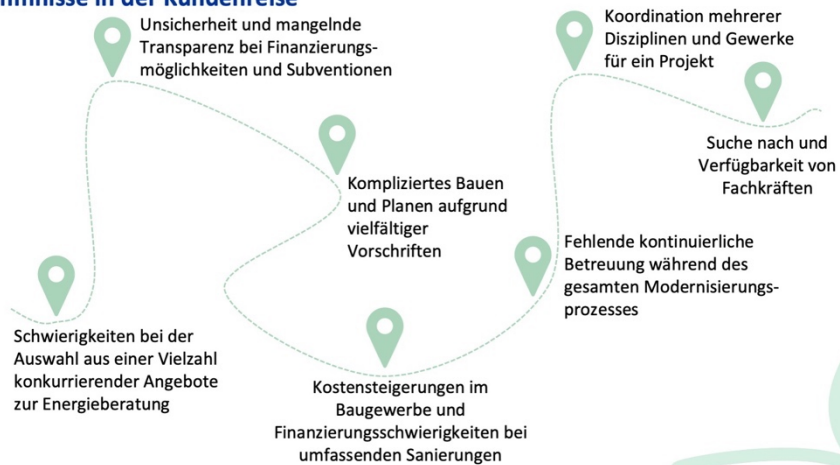 in der Kundenreise
Unsicherheit und mangelnde
Transparenz bei Finanzierungs-
möglichkeiten und Subventionen
Koordination mehrerer
Disziplinen und Gewerke
für ein Projekt
Suche nach und
Verfügbarkeit von
Fachkräften
Kompliziertes Bauen
und Planen aufgrund
vielfältiger
Vorschriften
Fehlende kontinuierliche
Betreuung während des
gesamten Modernisierungs-
prozesses
Schwierigkeiten bei der
Auswahl aus einer Vielzahl
konkurrierender Angebote
zur Energieberatung
Kostensteigerungen im
Baugewerbe und
Finanzierungsschwierigkeiten bei
umfassenden Sanierungen